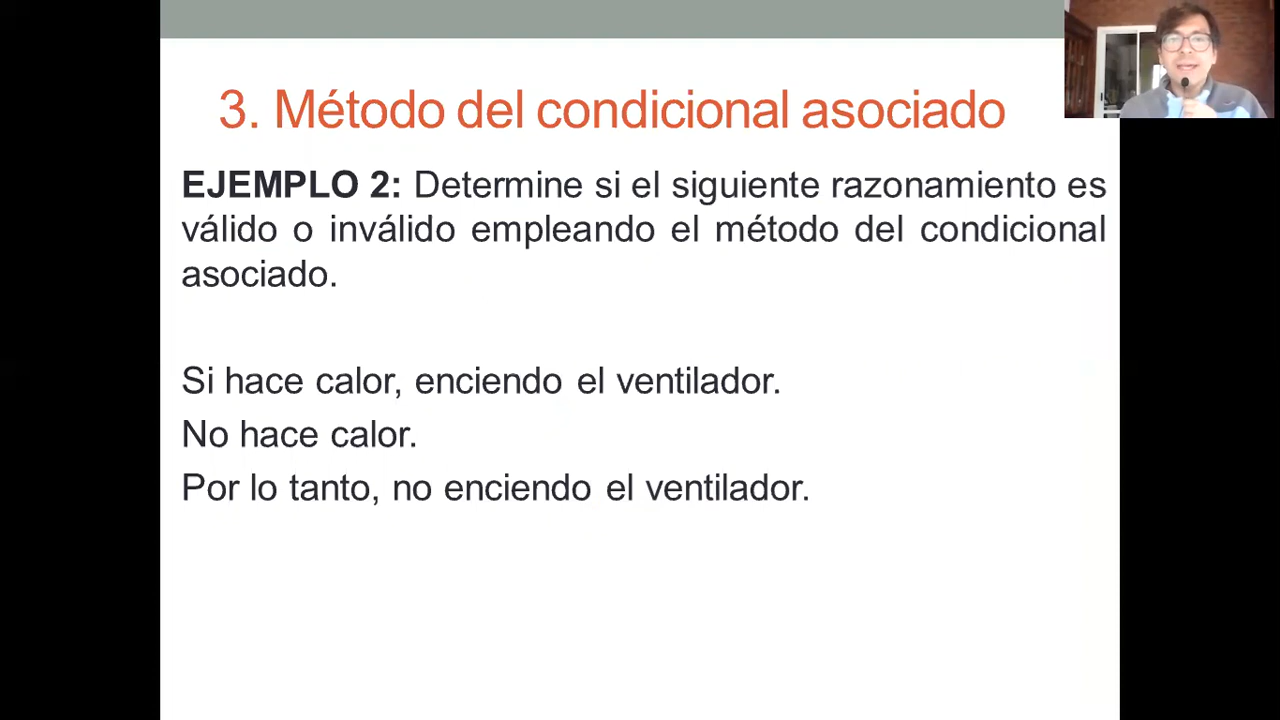 3. Método del condicional asociado
EJEMPLO 2: Determine si el siguiente razonamiento es
válido o inválido empleando el método del condicional
asociado.
Si hace calor, enciendo el ventilador.
No hace calor.
Por lo tanto, no enciendo el ventilador.